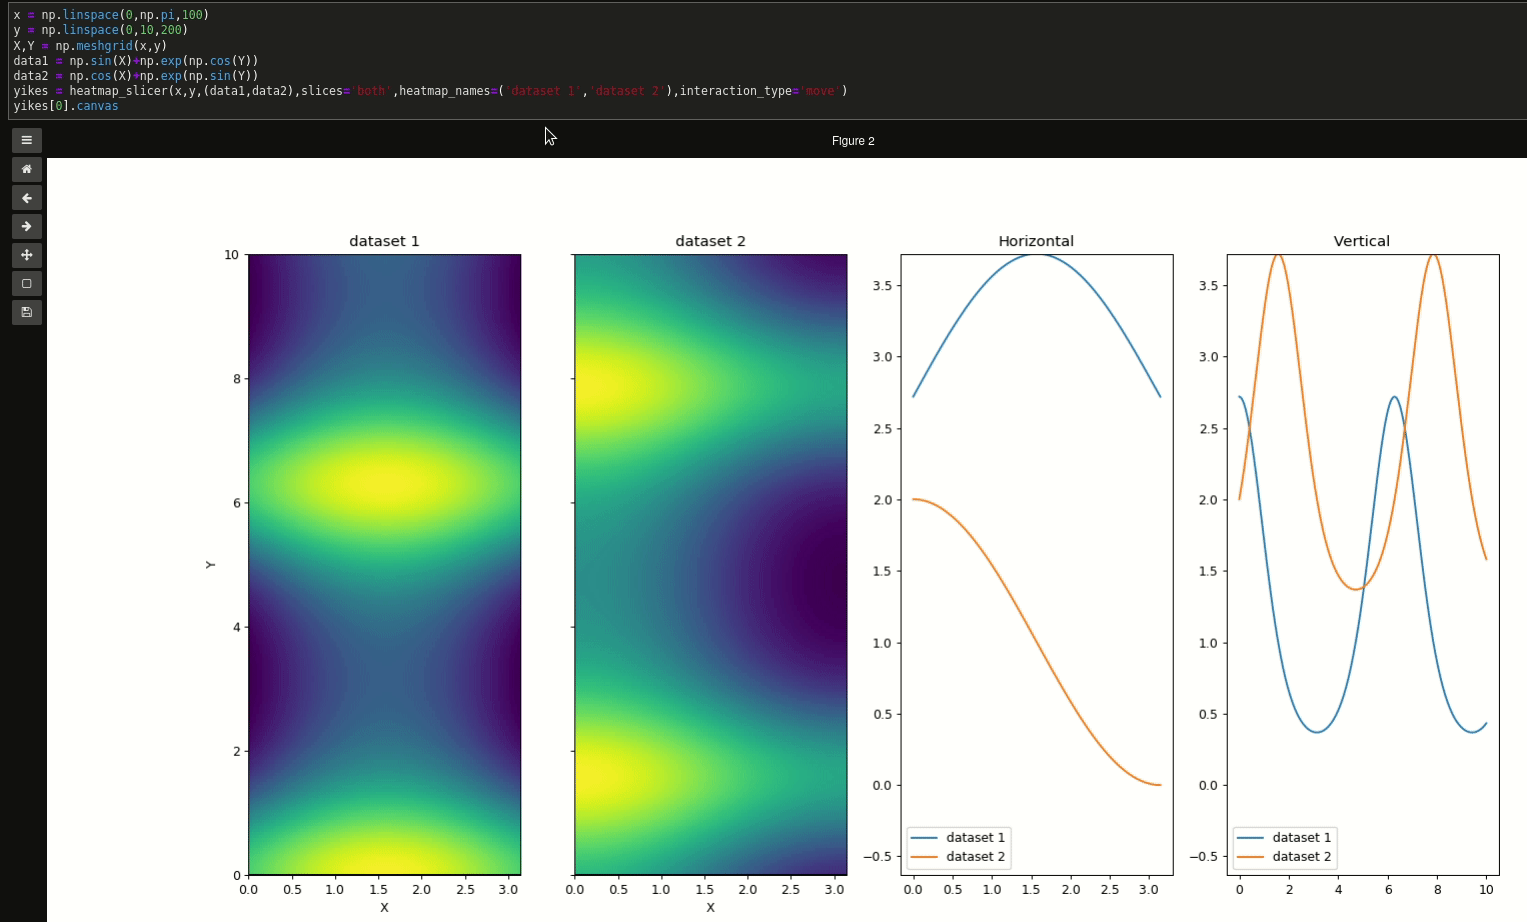 x = np.linspace(0,np.pi,100)
y = np.linspace(0,10,200)
X,Y = np.meshgrid(x,y)
data1 = np.sin(X)+np.exp(np.cos(Y))
data2 = np.cos(X)+np.exp(np.sin(Y))
yikes = heatmap_slicer(x,y,(data1,data2),slices='both',heatmap_names=('dataset 1','dataset 2'),interaction_type='move')
yikes[0].canvas
Figure 2
dataset 1
10
8
6
4
2
0
Y
0.0 0.5 1.0 1.5 2.0 2.5 3.0
X
dataset 2
0.0 0.5 1.0 1.5 2.0 2.5 3.0
X
Horizontal
3.5
3.0
2.5
2.0
1.5
1.0
0.5
0.0
−0.5
dataset 1
dataset 2
0.0 0.5 1.0 1.5 2.0 2.5 3.0
Vertical
3.5
3.0
2.5
2.0
1.5
1.0
0.5
0.0
−0.5
dataset 1
dataset 2
0 2 4 6 8 10